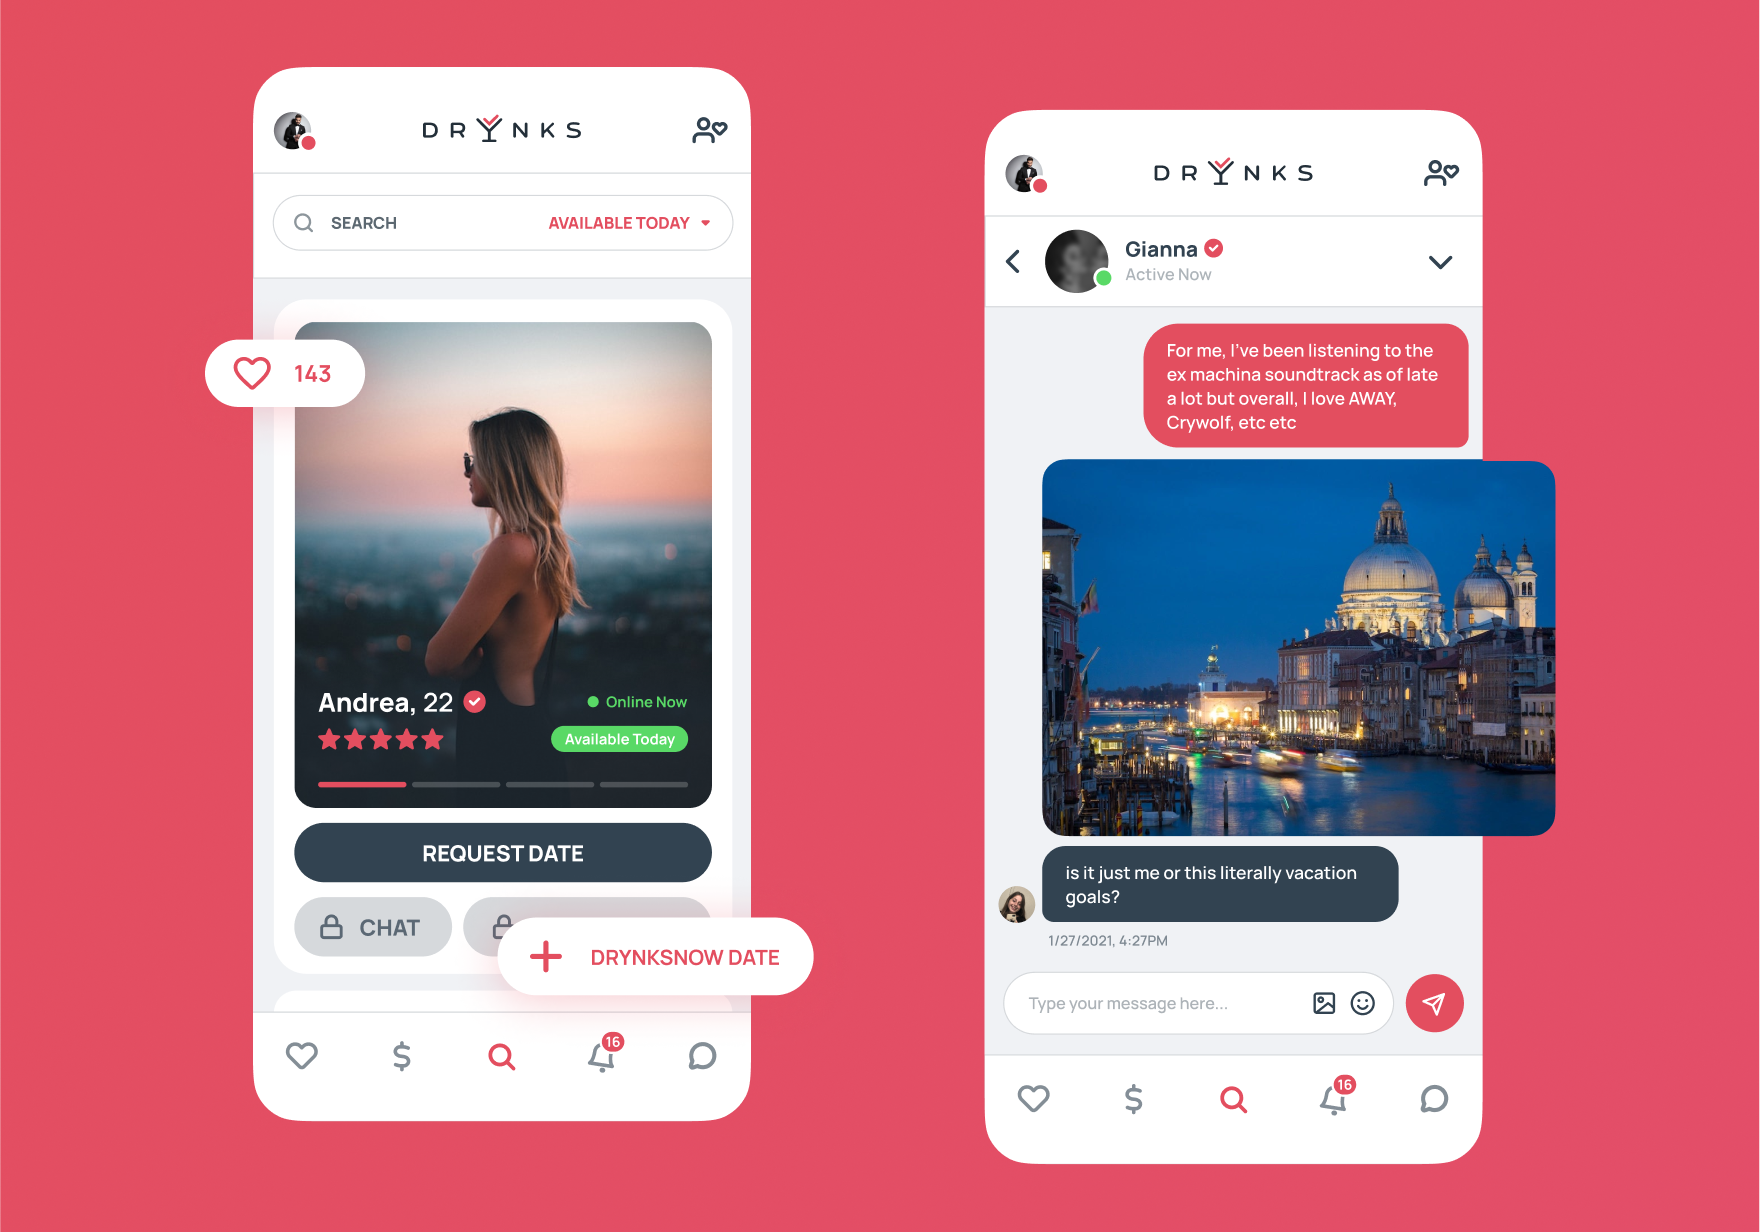 DRYNKS
SEARCH
AVAILABLE TODAY
143
Andrea, 22
Online Now
Available Today
REQUEST DATE
CHAT
DRYNKSNOW DATE
16
DRYNKS
Gianna
Active Now
For me, I've been listening to the
ex machina soundtrack as of late
a lot but overall, I love AWAY,
Crywolf, etc etc
is it just me or this literally vacation
goals?
1/27/2021, 4:27PM
Type your message here...
16